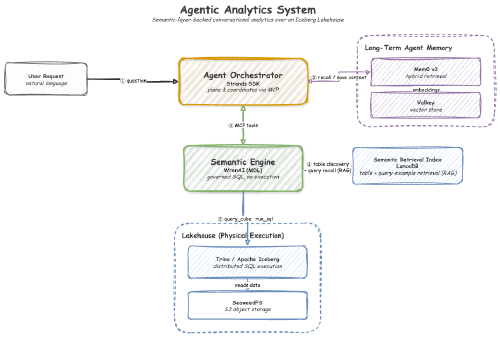 Agentic Analytics System
Semantic-layer-backed conversational analytics over an Iceberg Lakehouse
Long-Term Agent Memory
User Request
natural language
① question
Agent Orchestrator
Strands SDK
plans & coordinates via MCP
② recall / save context
Mem0 v3
hybrid retrieval
embeddings
Valkey
vector store
③ MCP tools
Semantic Engine
WrenAI (MDL)
governed SQL, no execution
④ table discovery
+ query recall (RAG)
Semantic Retrieval Index
LanceDB
table + query-example retrieval (RAG)
⑤ query_cube · run_sql
Lakehouse (Physical Execution)
Trino / Apache Iceberg
distributed SQL execution
reads data
SeaweedFS
S3 object storage